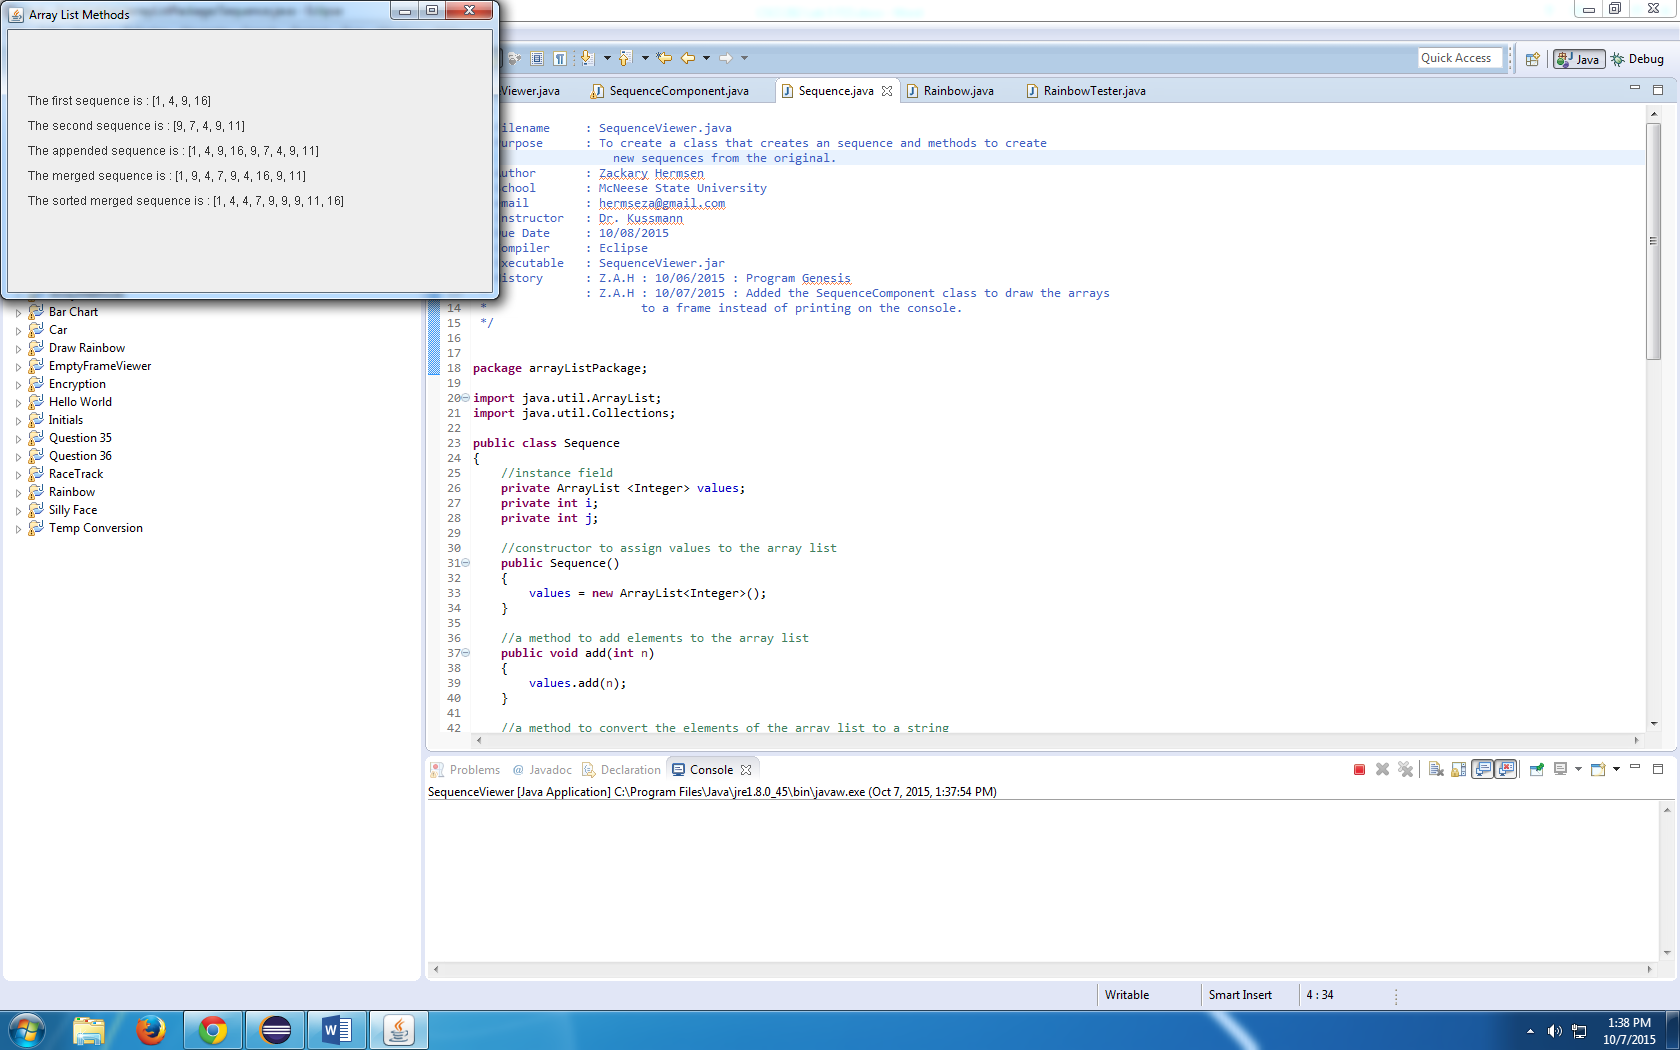 Array List Methods
The first sequence is : [1, 4, 9, 16]
The second sequence is : [9, 7, 4, 9, 11]
The appended sequence is : [1, 4, 9, 16, 9, 7, 4, 9, 11]
The merged sequence is : [1, 9, 4, 7, 9, 4, 16, 9, 11]
The sorted merged sequence is : [1, 4, 4, 7, 9, 9, 9, 11, 16]
Quick Access
Java
Debug
Viewer.java
SequenceComponent.java
Sequence.java
Rainbow.java
RainbowTester.java
ilename : SequenceViewer.java
urpose : To create a class that creates an sequence and methods to create
new sequences from the original.
uthor : Zackary Hermsen
chool : McNeese State University
mail : hermseza@gmail.com
nstructor : Dr. Kussmann
ue Date : 10/08/2015
ompiler : Eclipse
xecutable : SequenceViewer.jar
istory : Z.A.H : 10/06/2015 : Program Genesis
: Z.A.H : 10/07/2015 : Added the SequenceComponent class to draw the arrays
14 * to a frame instead of printing on the console.
15 */
16
17
18 package arrayListPackage;
19
20 import java.util.ArrayList;
21 import java.util.Collections;
22
23 public class Sequence
24 {
25 //instance field
26 private ArrayList <Integer> values;
27 private int i;
28 private int j;
29
30 //constructor to assign values to the array list
31 public Sequence()
32 {
33 values = new ArrayList<Integer>();
34 }
35
36 //a method to add elements to the array list
37 public void add(int n)
38 {
39 values.add(n);
40 }
41
42 //a method to convert the elements of the array list to a string
Bar Chart
Car
Draw Rainbow
EmptyFrameViewer
Encryption
Hello World
Initials
Question 35
Question 36
RaceTrack
Rainbow
Silly Face
Temp Conversion
Problems
@ Javadoc
Declaration
Console
SequenceViewer [Java Application] C:\Program Files\Java\jre1.8.0_45\bin\javaw.exe (Oct 7, 2015, 1:37:54 PM)
Writable
Smart Insert
4 : 34
1:38 PM
10/7/2015